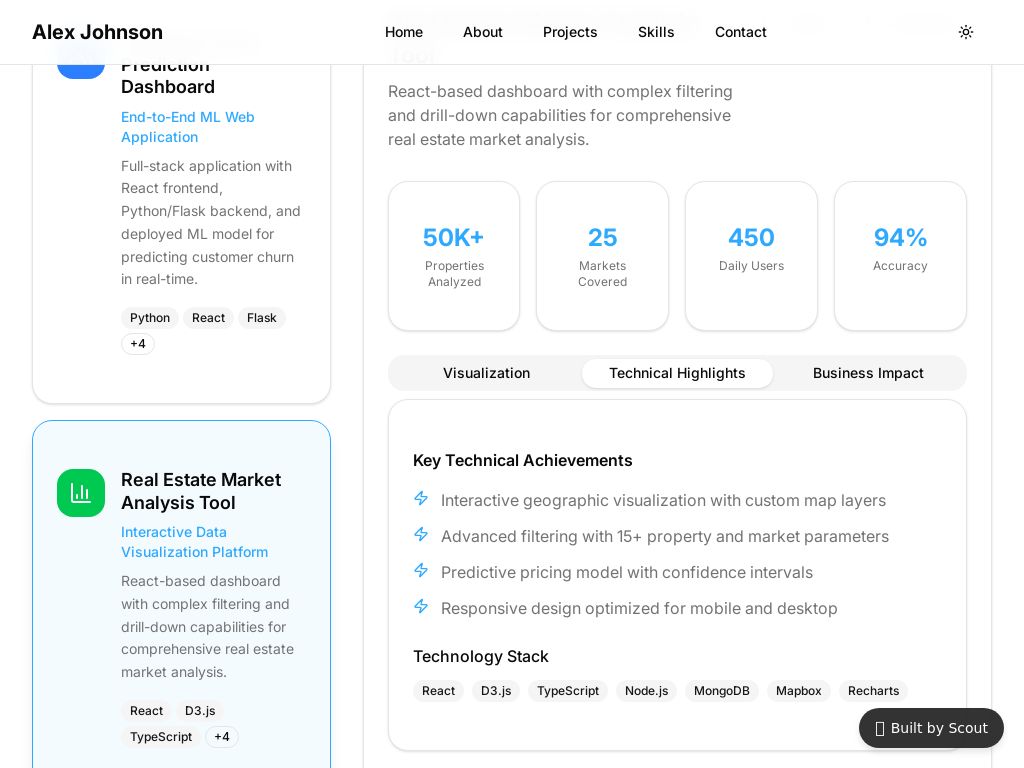 Alex Johnson
Home
About
Projects
Skills
Contact
Prediction
Dashboard
End-to-End ML Web
Application
Full-stack application with
React frontend,
Python/Flask backend, and
deployed ML model for
predicting customer churn
in real-time.
Python
React
Flask
+4
Real Estate Market
Analysis Tool
Interactive Data
Visualization Platform
React-based dashboard
with complex filtering and
drill-down capabilities for
comprehensive real estate
market analysis.
React
D3.js
TypeScript
+4
Tool
React-based dashboard with complex filtering
and drill-down capabilities for comprehensive
real estate market analysis.
50K+
Properties
Analyzed
25
Markets
Covered
450
Daily Users
94%
Accuracy
Visualization
Technical Highlights
Business Impact
Key Technical Achievements
Interactive geographic visualization with custom map layers
Advanced filtering with 15+ property and market parameters
Predictive pricing model with confidence intervals
Responsive design optimized for mobile and desktop
Technology Stack
React
D3.js
TypeScript
Node.js
MongoDB
Mapbox
Recharts
Built by Scout